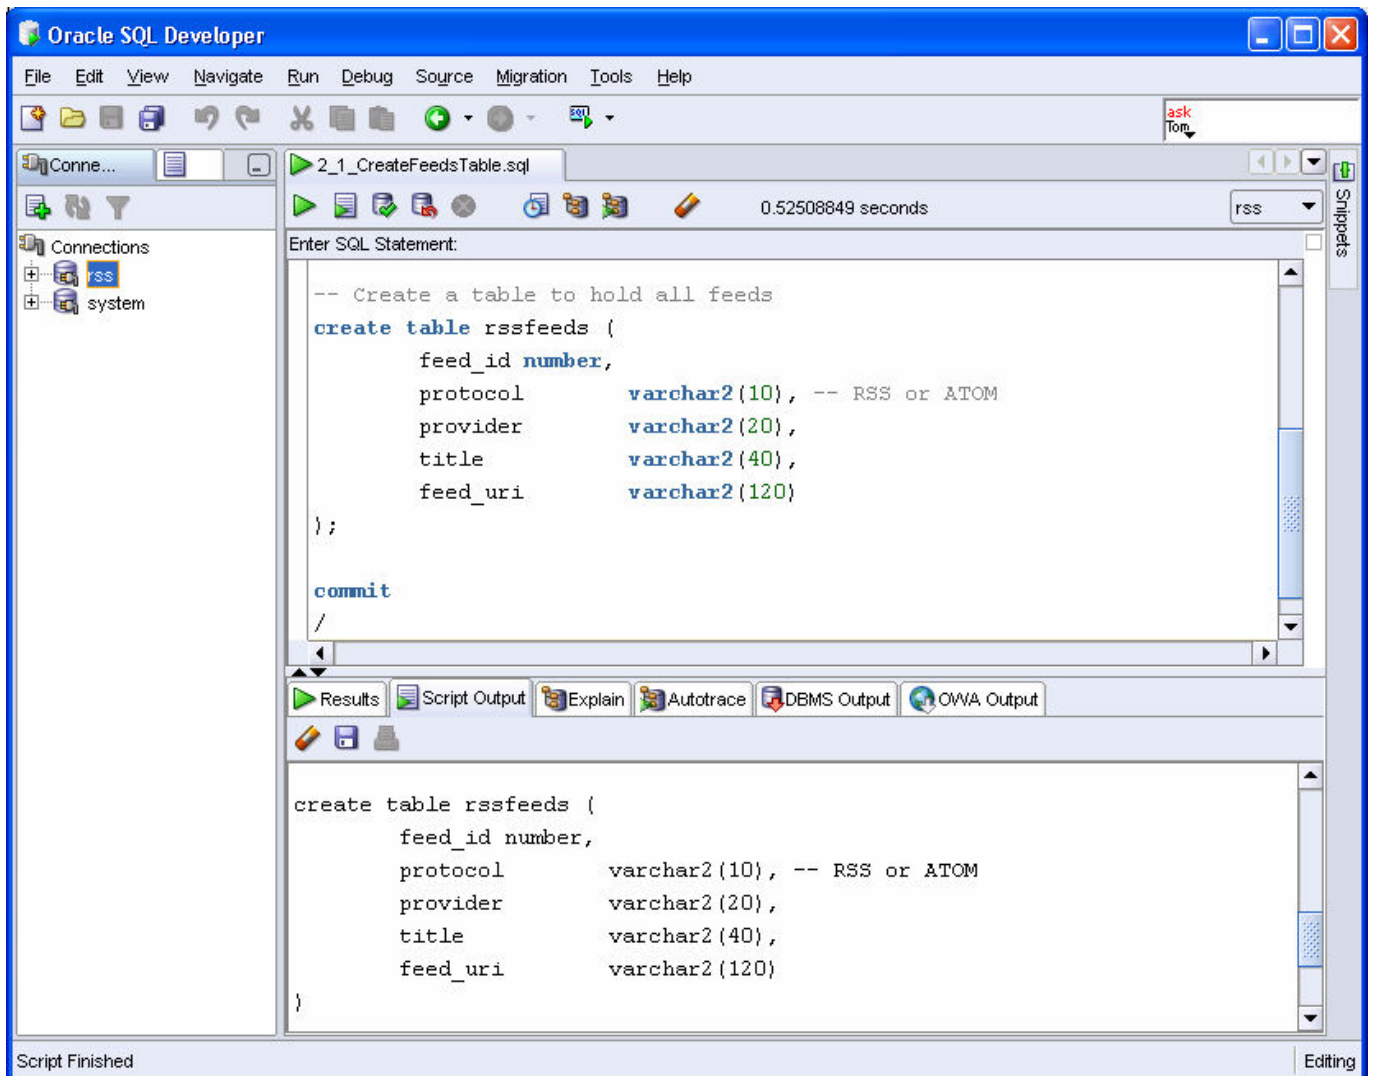 Oracle SQL Developer
File Edit View Navigate Run Debug Source Migration Tools Help
ask
Tom
Conne...
2_1_CreateFeedsTable.sql
0.52508849 seconds
rss
Snippets
Connections
rss
system
Enter SQL Statement:
-- Create a table to hold all feeds
create table rssfeeds (
feed_id number,
protocol varchar2(10), -- RSS or ATOM
provider varchar2(20),
title varchar2(40),
feed_uri varchar2(120)
);
commit
/
Results Script Output Explain Autotrace DBMS Output OWA Output
create table rssfeeds (
feed_id number,
protocol varchar2(10), -- RSS or ATOM
provider varchar2(20),
title varchar2(40),
feed_uri varchar2(120)
)
Script Finished Editing